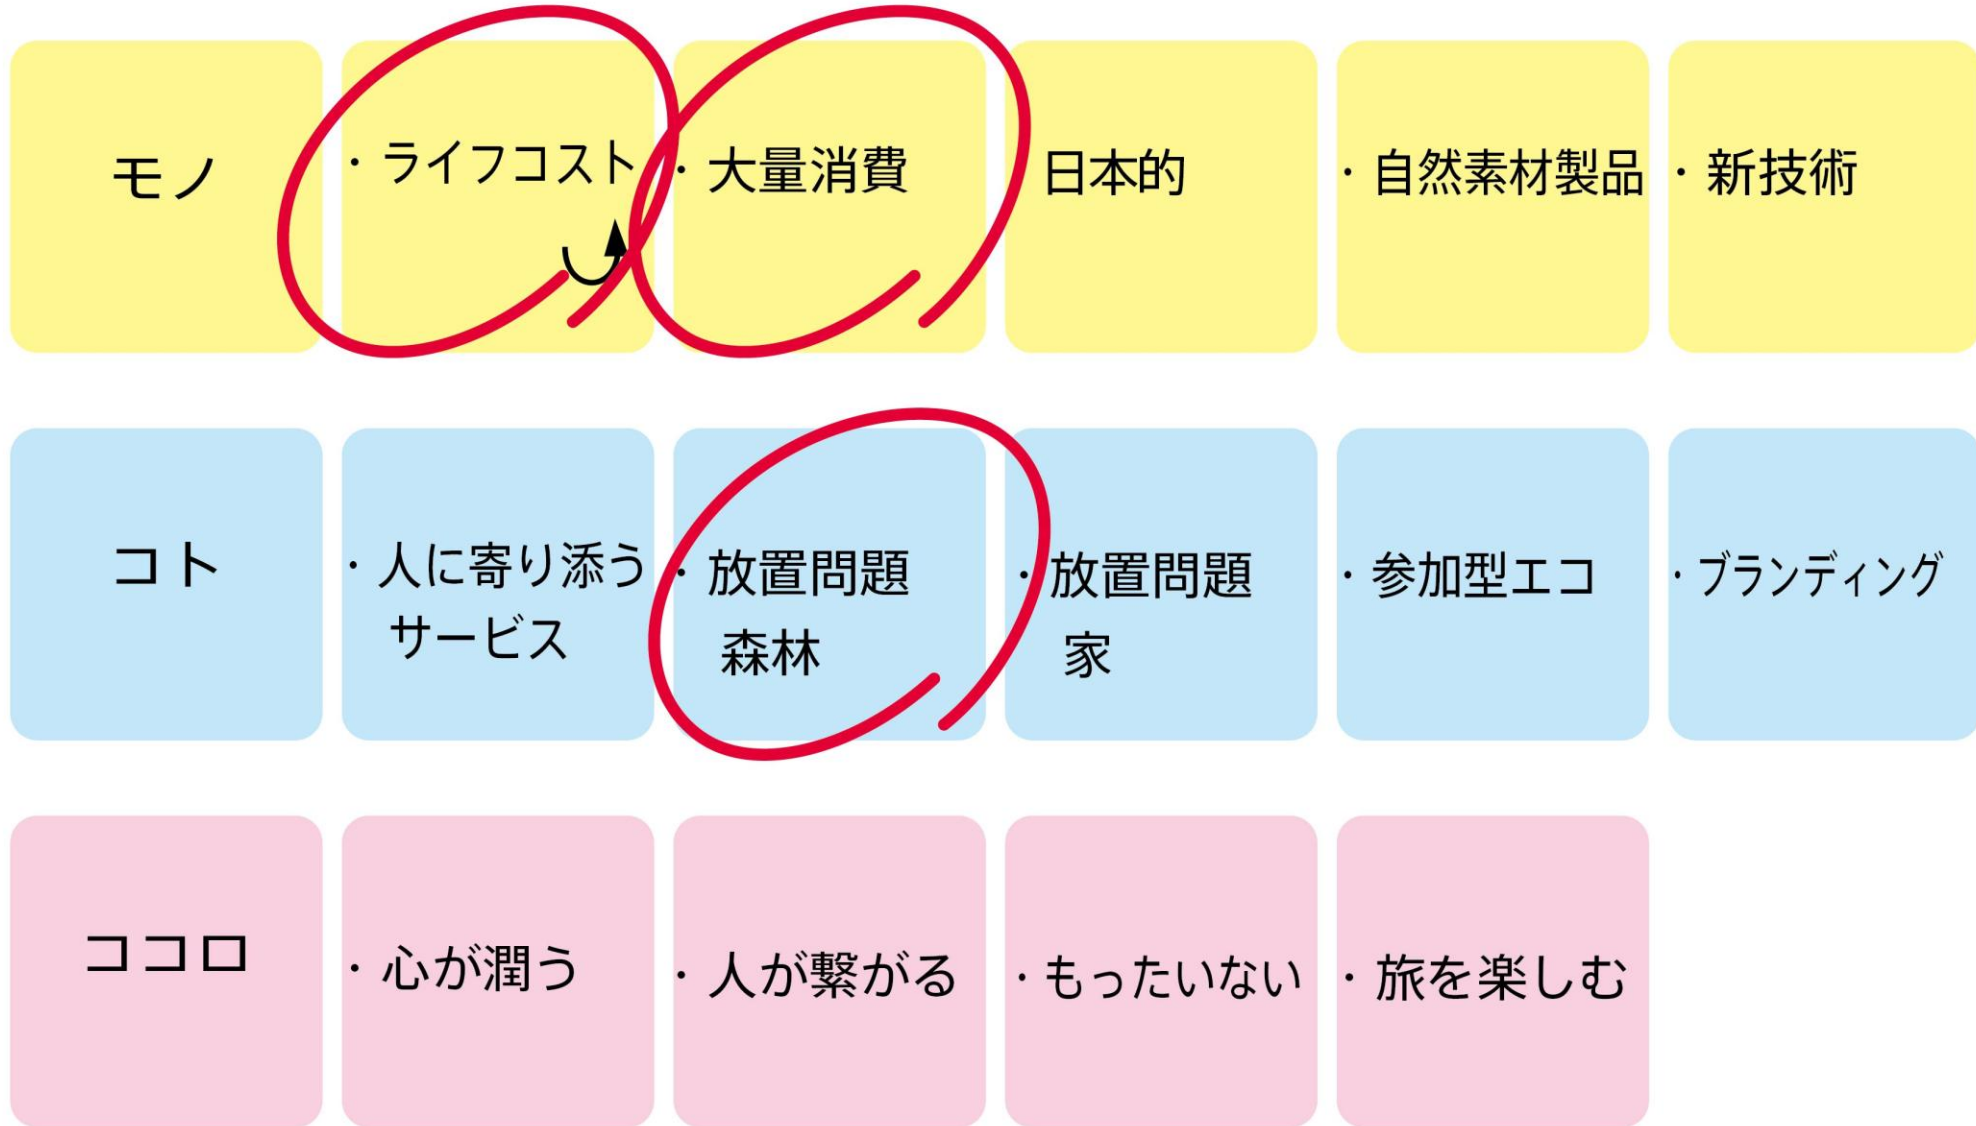 モノ
・ライフコスト
・大量消費
日本的
・自然素材製品
・新技術
コト
・人に寄り添う
サービス
・放置問題
森林
・放置問題
家
・参加型エコ
・ブランディング
ココロ
・心が潤う
・人が繋がる
・もったいない
・旅を楽しむ